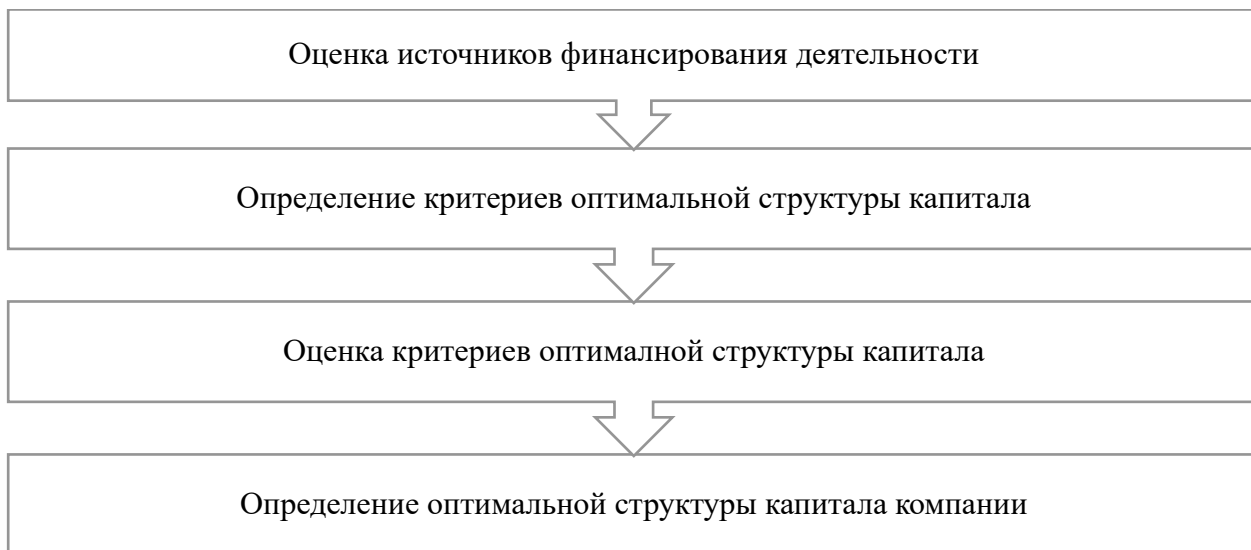 Оценка источников финансирования деятельности
Определение критериев оптимальной структуры капитала
Оценка критериев оптималной структуры капитала
Определение оптимальной структуры капитала компании